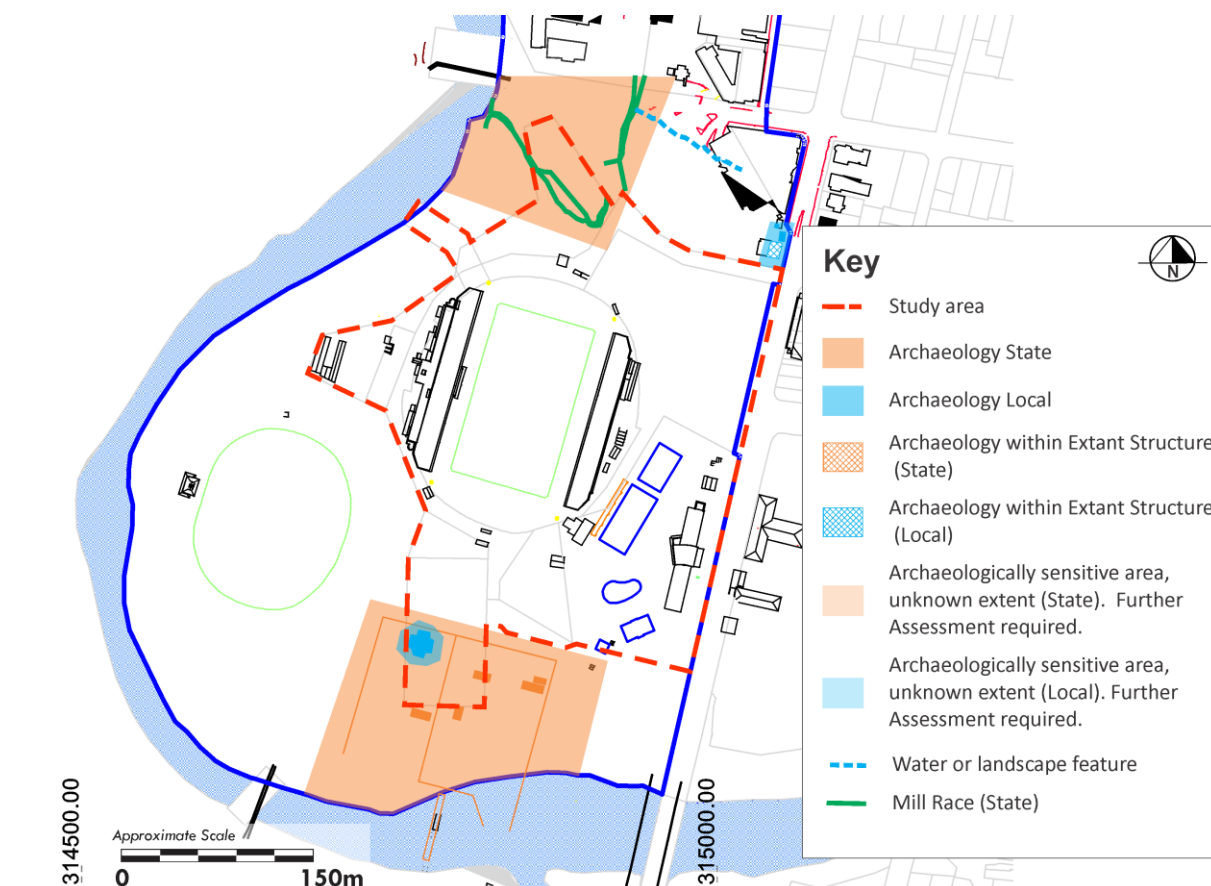 Key
N
Study area
Archaeology State
Archaeology Local
Archaeology within Extant Structure
(State)
Archaeology within Extant Structure
(Local)
Archaeologically sensitive area,
unknown extent (State). Further
Assessment required.
Archaeologically sensitive area,
unknown extent (Local). Further
Assessment required.
Water or landscape feature
Mill Race (State)
314500.00
315000.00
Approximate Scale
0
150m